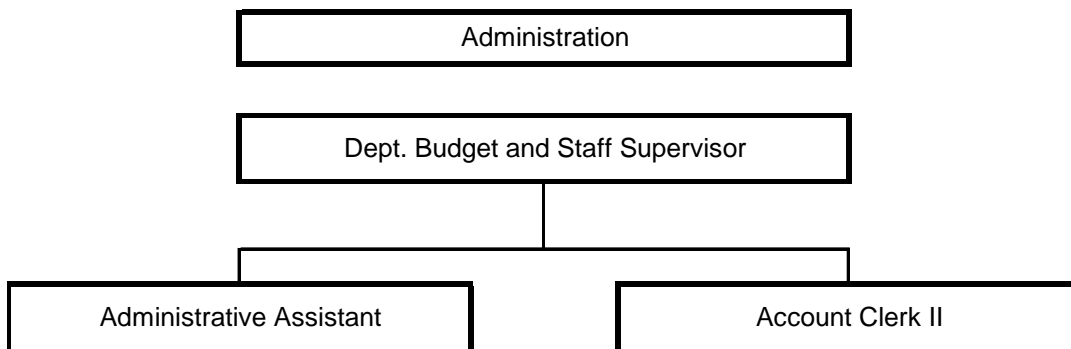 Administration
Dept. Budget and Staff Supervisor
Administrative Assistant
Account Clerk II